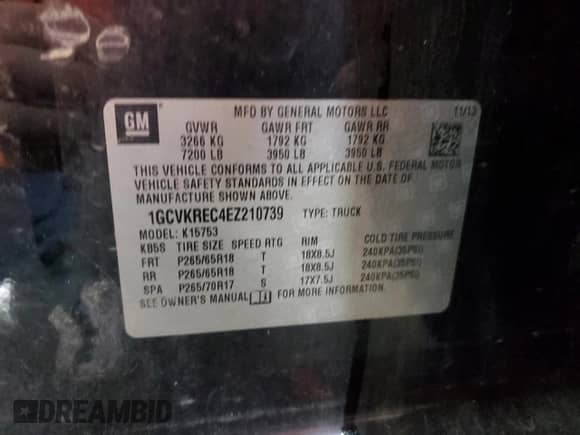 GM
MFD BY GENERAL MOTORS LLC 11/13
GVWR GAWR FRT GAWR RR
3266 KG 1792 KG 1792 KG
7200 LB 3950 LB 3950 LB
THIS VEHICLE CONFORMS TO ALL APPLICABLE U.S. FEDERAL MOTOR
VEHICLE SAFETY STANDARDS IN EFFECT ON THE DATE OF
MANUFACTURE SHOWN ABOVE.
1GCVKREC4EZ210739 TYPE: TRUCK
MODEL: K15753
KB5S TIRE SIZE SPEED RTG RIM COLD TIRE PRESSURE
FRT P265/65R18 T 18X8.5J 240KPA(35PSI)
RR P265/65R18 T 18X8.5J 240KPA(35PSI)
SPA P265/70R17 S 17X7.5J 240KPA(35PSI)
SEE OWNER'S MANUAL FOR MORE INFORMATION.
DREAMBID